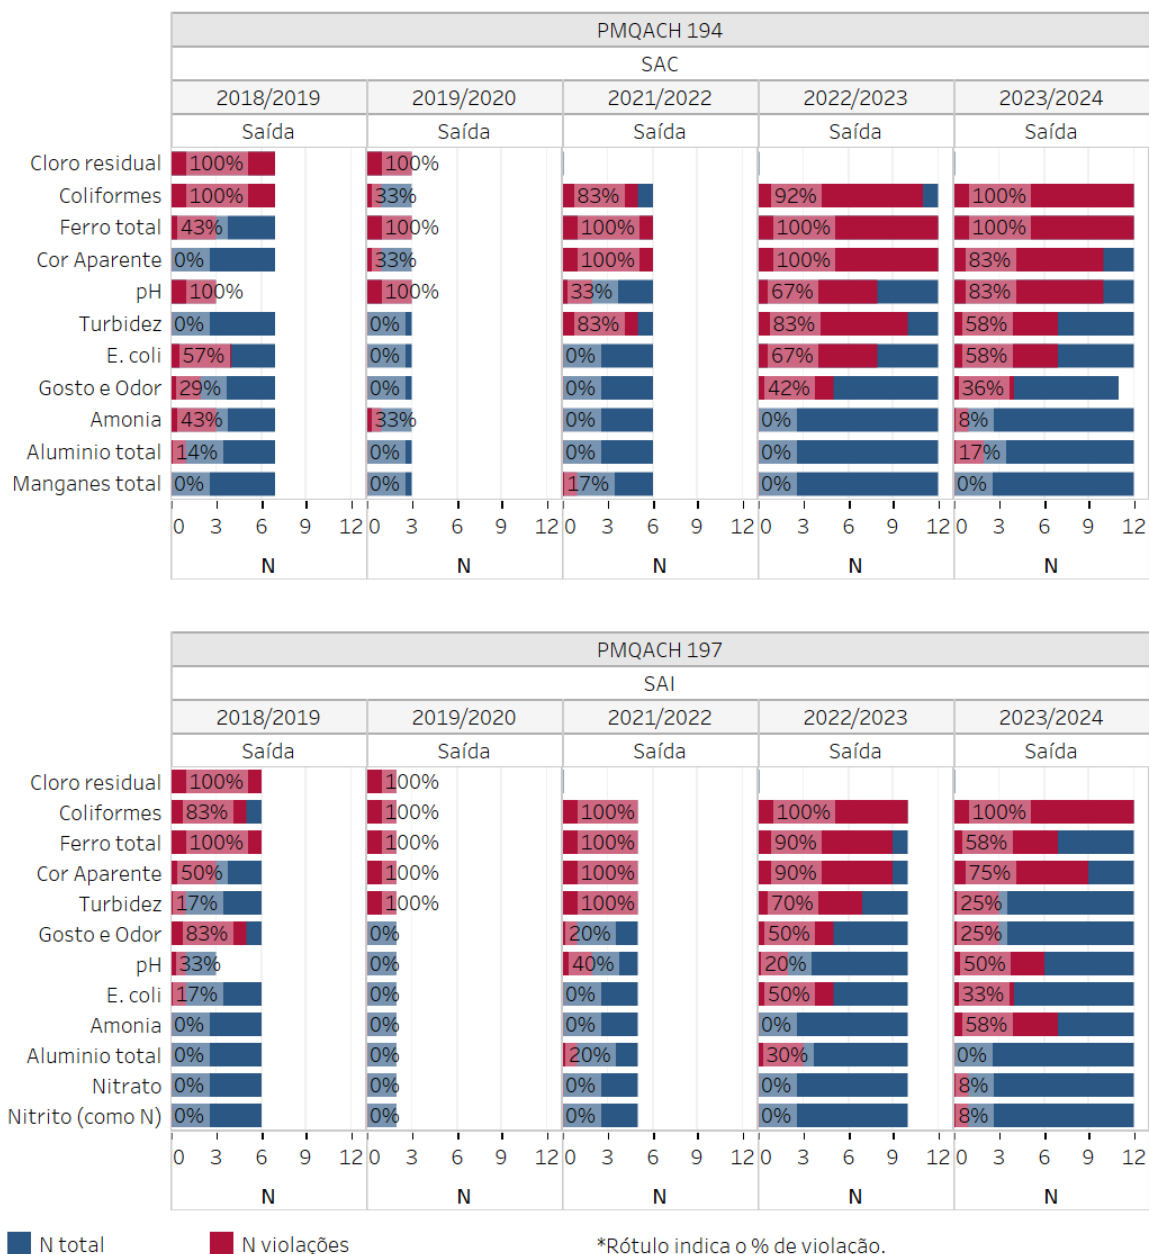 PMQACH 194
SAC
2018/2019 2019/2020 2021/2022 2022/2023 2023/2024
Saída Saída Saída Saída Saída
Cloro residual 100% 100%
Coliformes 100% 33% 83% 92% 100%
Ferro total 43% 100% 100% 100% 100%
Cor Aparente 0% 33% 100% 100% 83%
pH 100% 100% 33% 67% 83%
Turbidez 0% 0% 83% 83% 58%
E. coli 57% 0% 0% 67% 58%
Gosto e Odor 29% 0% 0% 42% 36%
Amonia 43% 33% 0% 0% 8%
Aluminio total 14% 0% 0% 0% 17%
Manganes total 0% 0% 17% 0% 0%
0 3 6 9 12 0 3 6 9 12 0 3 6 9 12 0 3 6 9 12 0 3 6 9 12
N N N N N
PMQACH 197
SAI
2018/2019 2019/2020 2021/2022 2022/2023 2023/2024
Saída Saída Saída Saída Saída
Cloro residual 100% 100%
Coliformes 83% 100% 100% 100% 100%
Ferro total 100% 100% 100% 90% 58%
Cor Aparente 50% 100% 100% 90% 75%
Turbidez 17% 100% 100% 70% 25%
Gosto e Odor 83% 0% 20% 50% 25%
pH 33% 0% 40% 20% 50%
E. coli 17% 0% 0% 50% 33%
Amonia 0% 0% 0% 0% 58%
Aluminio total 0% 0% 20% 30% 0%
Nitrato 0% 0% 0% 0% 8%
Nitrito (como N) 0% 0% 0% 0% 8%
0 3 6 9 12 0 3 6 9 12 0 3 6 9 12 0 3 6 9 12 0 3 6 9 12
N N N N N
N total N violações *Rótulo indica o % de violação.